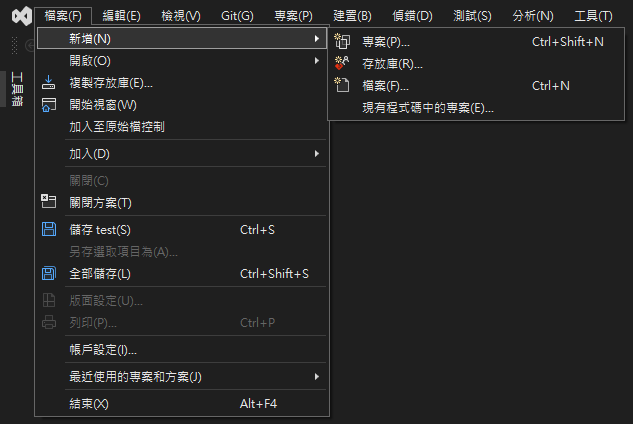 檔案(F) 編輯(E) 檢視(V) Git(G) 專案(P) 建置(B) 偵錯(D) 測試(S) 分析(N) 工具(T)
工具箱
新增(N)
開啟(O)
複製存放庫(E)...
開始視窗(W)
加入至原始檔控制
加入(D)
關閉(C)
關閉方案(T)
儲存 test(S) Ctrl+S
另存選取項目為(A)...
全部儲存(L) Ctrl+Shift+S
版面設定(U)...
列印(P)... Ctrl+P
帳戶設定(I)...
最近使用的專案和方案(J)
結束(X) Alt+F4
專案(P)... Ctrl+Shift+N
存放庫(R)...
檔案(F)... Ctrl+N
現有程式碼中的專案(E)...